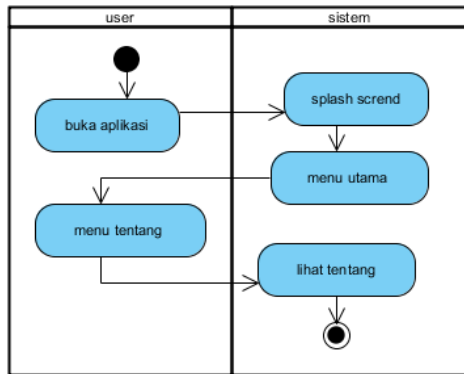 user
sistem
buka aplikasi
splash scrend
menu utama
menu tentang
lihat tentang